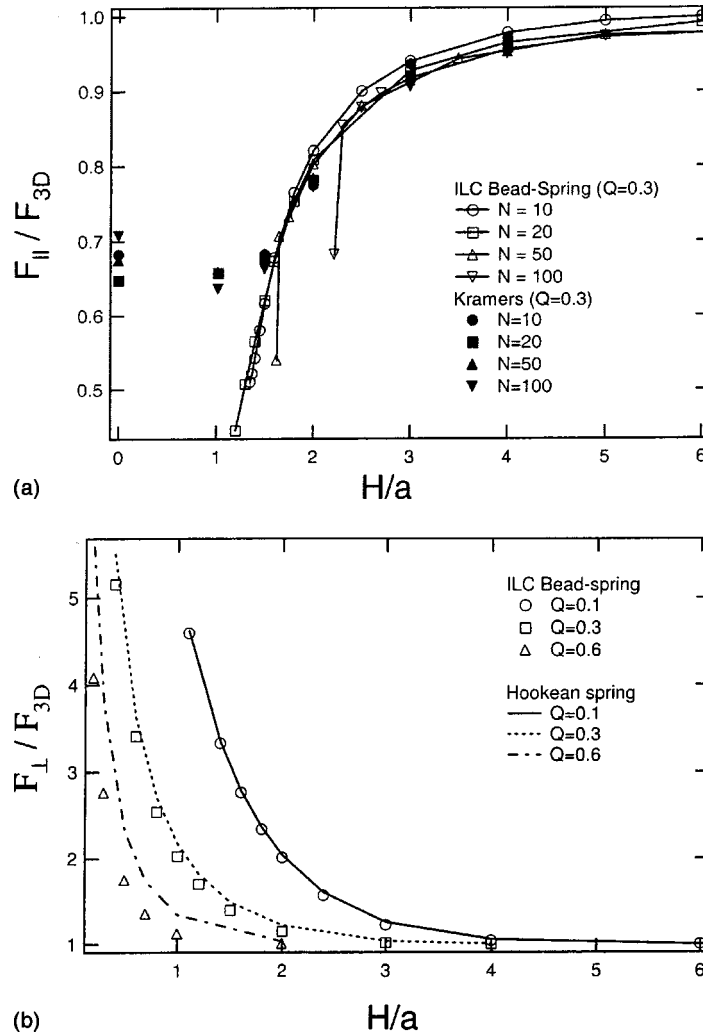 1.0
0.9
0.8
0.7
0.6
0.5
F|| / F3D
ILC Bead-Spring (Q=0.3)
N = 10
N = 20
N = 50
N = 100
Kramers (Q=0.3)
N=10
N=20
N=50
N=100
0 1 2 3 4 5 6
(a)
H/a
5
4
3
2
1
F⊥ / F3D
ILC Bead-spring
Q=0.1
Q=0.3
Q=0.6
Hookean spring
Q=0.1
Q=0.3
Q=0.6
1 2 3 4 5 6
(b)
H/a